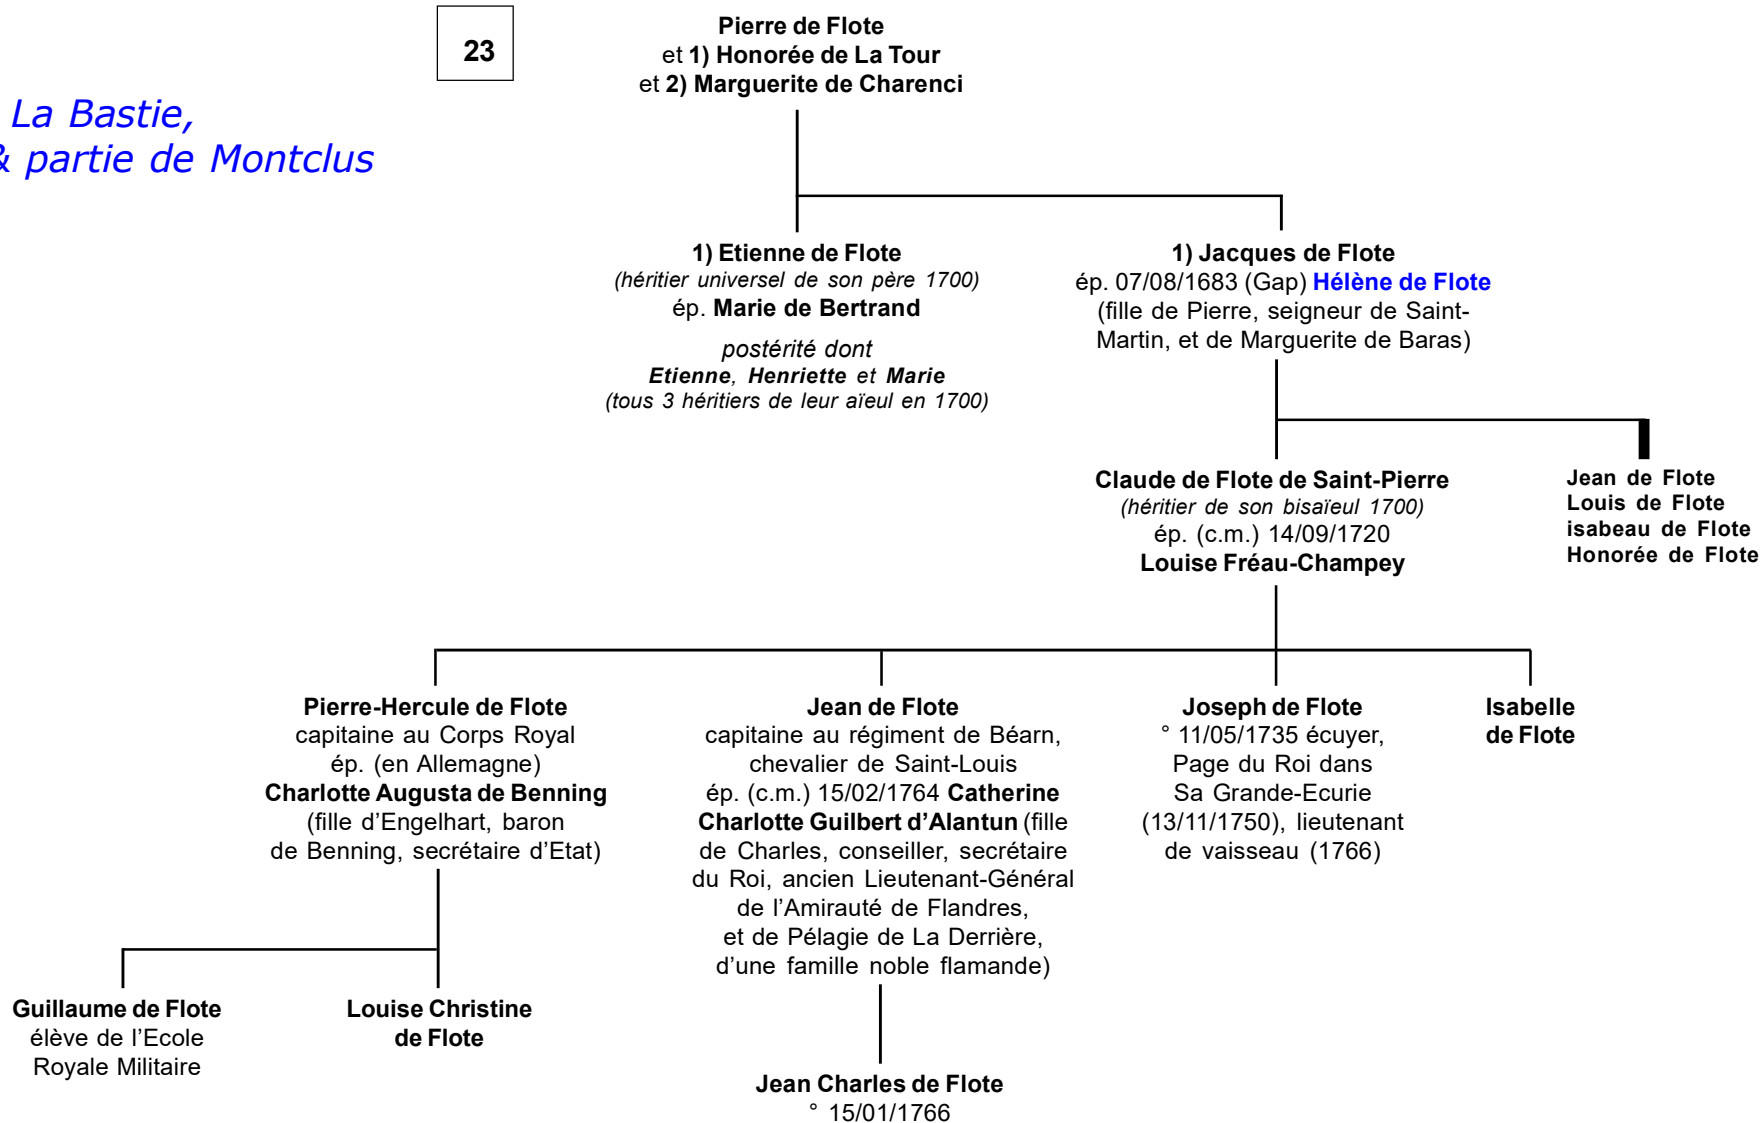 23
Pierre de Flote
et 1) Honorée de La Tour
et 2) Marguerite de Charenci
La Bastie,
& partie de Montclus
1) Etienne de Flote
(héritier universel de son père 1700)
ép. Marie de Bertrand
postérité dont
Etienne, Henriette et Marie
(tous 3 héritiers de leur aïeul en 1700)
1) Jacques de Flote
ép. 07/08/1683 (Gap) Hélène de Flote
(fille de Pierre, seigneur de Saint-
Martin, et de Marguerite de Baras)
Claude de Flote de Saint-Pierre
(héritier de son bisaïeul 1700)
ép. (c.m.) 14/09/1720
Louise Fréau-Champey
Jean de Flote
Louis de Flote
isabeau de Flote
Honorée de Flote
Pierre-Hercule de Flote
capitaine au Corps Royal
ép. (en Allemagne)
Charlotte Augusta de Benning
(fille d'Engelhart, baron
de Benning, secrétaire d'Etat)
Jean de Flote
capitaine au régiment de Béarn,
chevalier de Saint-Louis
ép. (c.m.) 15/02/1764 Catherine
Charlotte Guilbert d'Alantun (fille
de Charles, conseiller, secrétaire
du Roi, ancien Lieutenant-Général
de l'Amirauté de Flandres,
et de Pélagie de La Derrière,
d'une famille noble flamande)
Joseph de Flote
° 11/05/1735 écuyer,
Page du Roi dans
Sa Grande-Ecurie
(13/11/1750), lieutenant
de vaisseau (1766)
Isabelle
de Flote
Guillaume de Flote
élève de l'Ecole
Royale Militaire
Louise Christine
de Flote
Jean Charles de Flote
° 15/01/1766